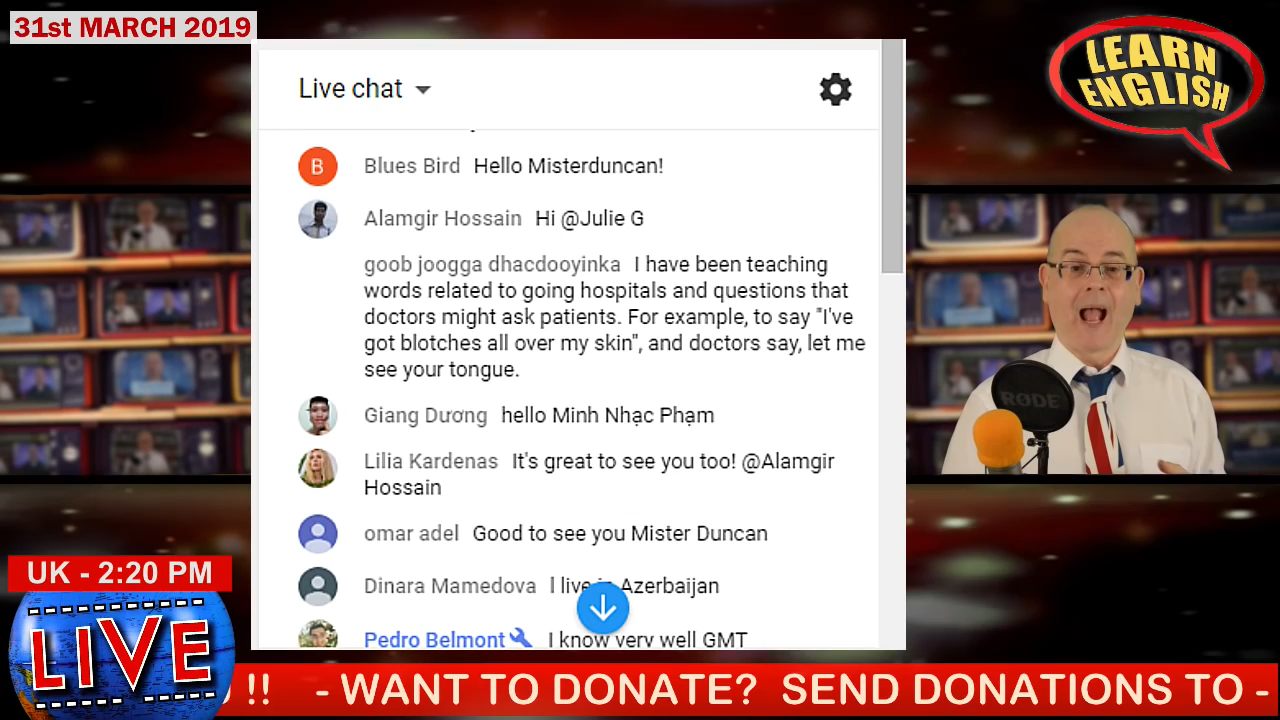 31st MARCH 2019
LEARN
ENGLISH
Live chat
B
Blues Bird Hello Misterduncan!
Alamgir Hossain Hi @Julie G
goob joogga dhacdooyinka I have been teaching
words related to going hospitals and questions that
doctors might ask patients. For example, to say "I've
got blotches all over my skin", and doctors say, let me
see your tongue.
Giang Dương hello Minh Nhạc Phạm
Lilia Kardenas It's great to see you too! @Alamgir
Hossain
omar adel Good to see you Mister Duncan
Dinara Mamedova l live in Azerbaijan
Pedro Belmont I know very well GMT
RODE
UK - 2:20 PM
LIVE
!! - WANT TO DONATE? SEND DONATIONS TO -